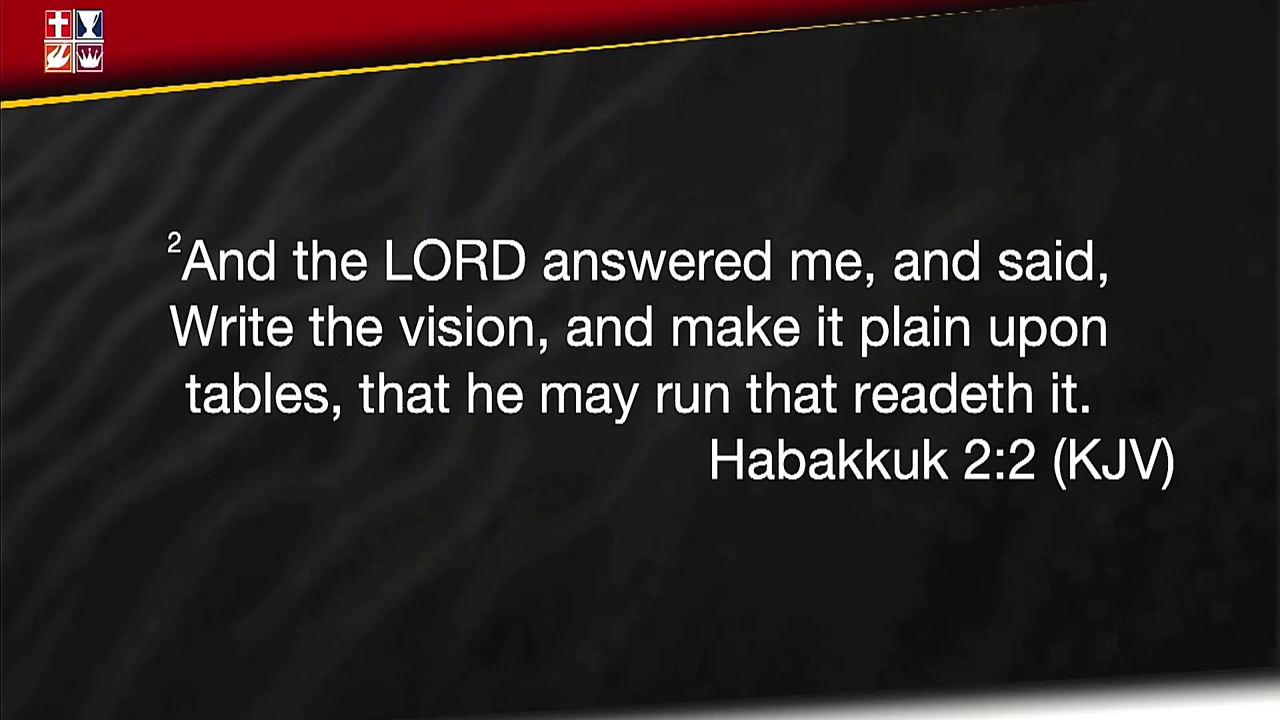 ²And the LORD answered me, and said,
Write the vision, and make it plain upon
tables, that he may run that readeth it.
Habakkuk 2:2 (KJV)